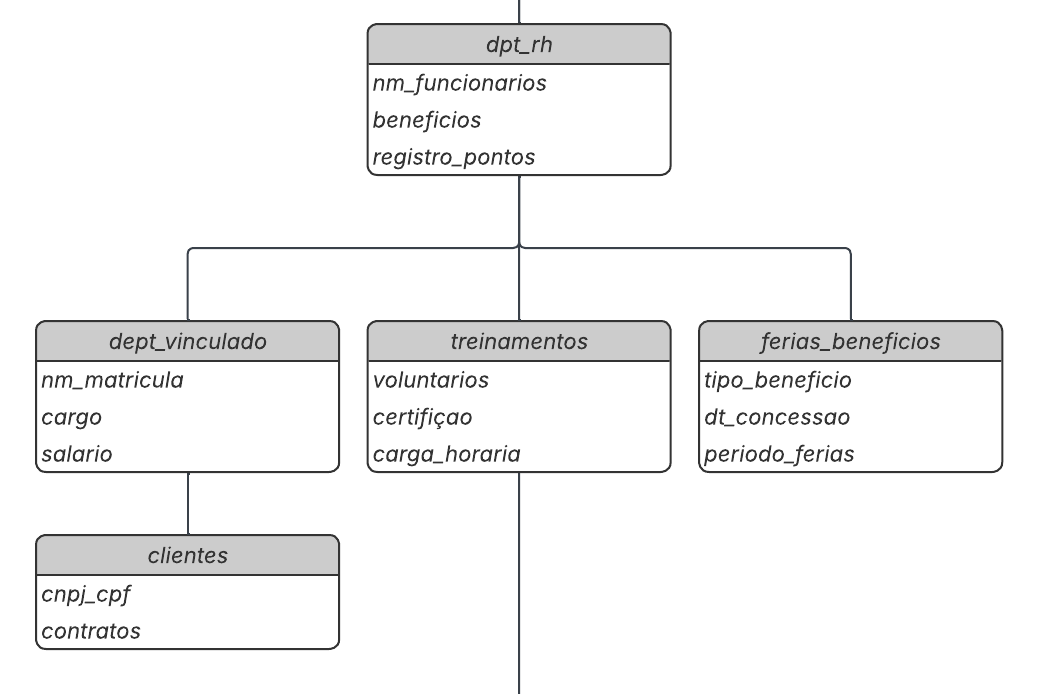 dpt_rh
nm_funcionarios
beneficios
registro_pontos
dept_vinculado
nm_matricula
cargo
salario
treinamentos
voluntarios
certifiçao
carga_horaria
ferias_beneficios
tipo_beneficio
dt_concessao
periodo_ferias
clientes
cnpj_cpf
contratos